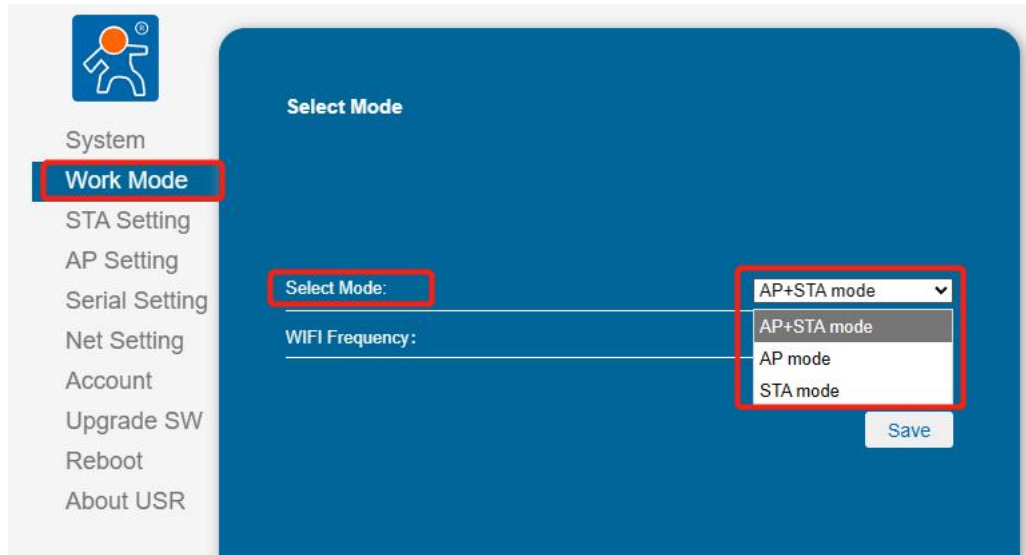 ®
System
Work Mode
STA Setting
AP Setting
Serial Setting
Net Setting
Account
Upgrade SW
Reboot
About USR
Select Mode
Select Mode:
AP+STA mode
AP+STA mode
WIFI Frequency:
AP mode
STA mode
Save